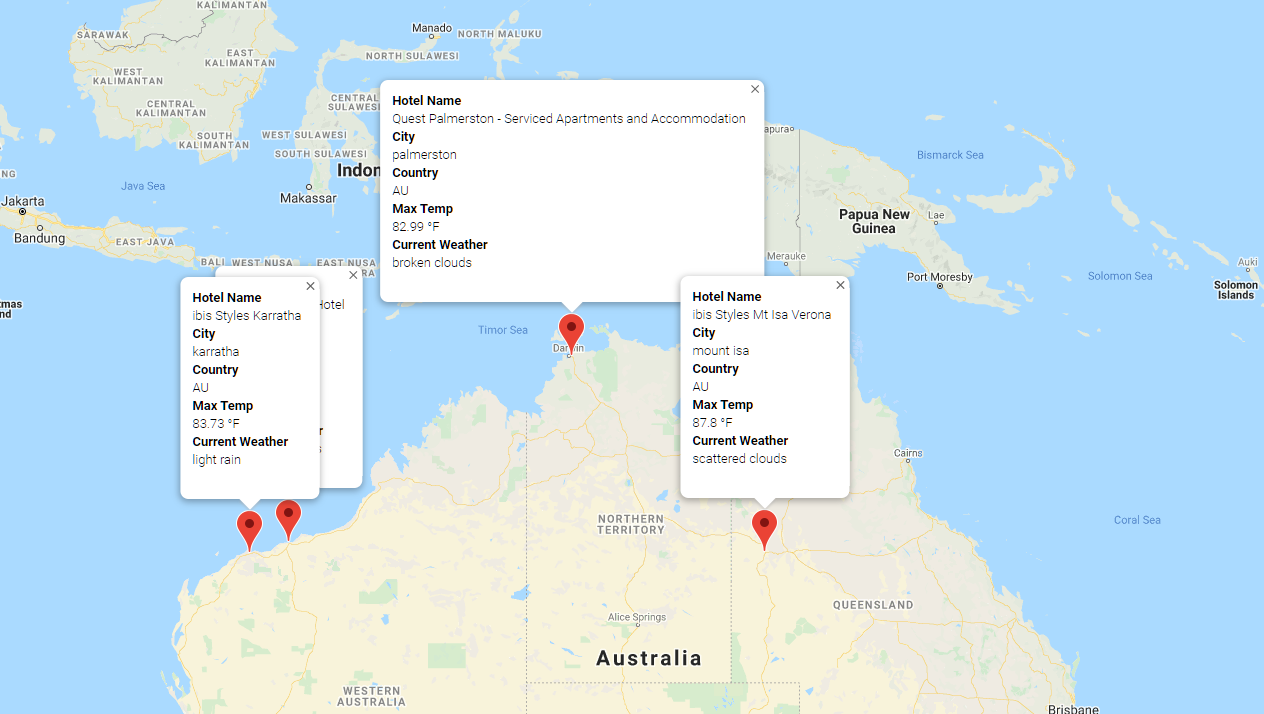 KALIMANTAN
SARAWAK
Manado
NORTH MALUKU
EAST
KALIMANTAN
NORTH SULAWESI
WEST
KALIMANTAN
CENTRAL
KALIMANTAN
CENTRAL
SULAWESI
SOUTH
KALIMANTAN
WEST SULAWESI
SOUTH SULAWESI
Java Sea
Makassar
Jakarta
Bandung
EAST JAVA
BALI
WEST NUSA
EAST NUSA
Hotel Name
Quest Palmerston - Serviced Apartments and Accommodation
City
palmerston
Country
AU
Max Temp
82.99 °F
Current Weather
broken clouds
Bismarck Sea
Papua New
Guinea
Lae
Merauke
Port Moresby
Solomon Sea
Auki
Solomon
Islands
Hotel Name
ibis Styles Karratha
City
karratha
Country
AU
Max Temp
83.73 °F
Current Weather
light rain
Hotel
Timor Sea
Darwin
Hotel Name
ibis Styles Mt Isa Verona
City
mount isa
Country
AU
Max Temp
87.8 °F
Current Weather
scattered clouds
Cairns
Coral Sea
NORTHERN
TERRITORY
QUEENSLAND
Alice Springs
Australia
WESTERN
AUSTRALIA
Brisbane